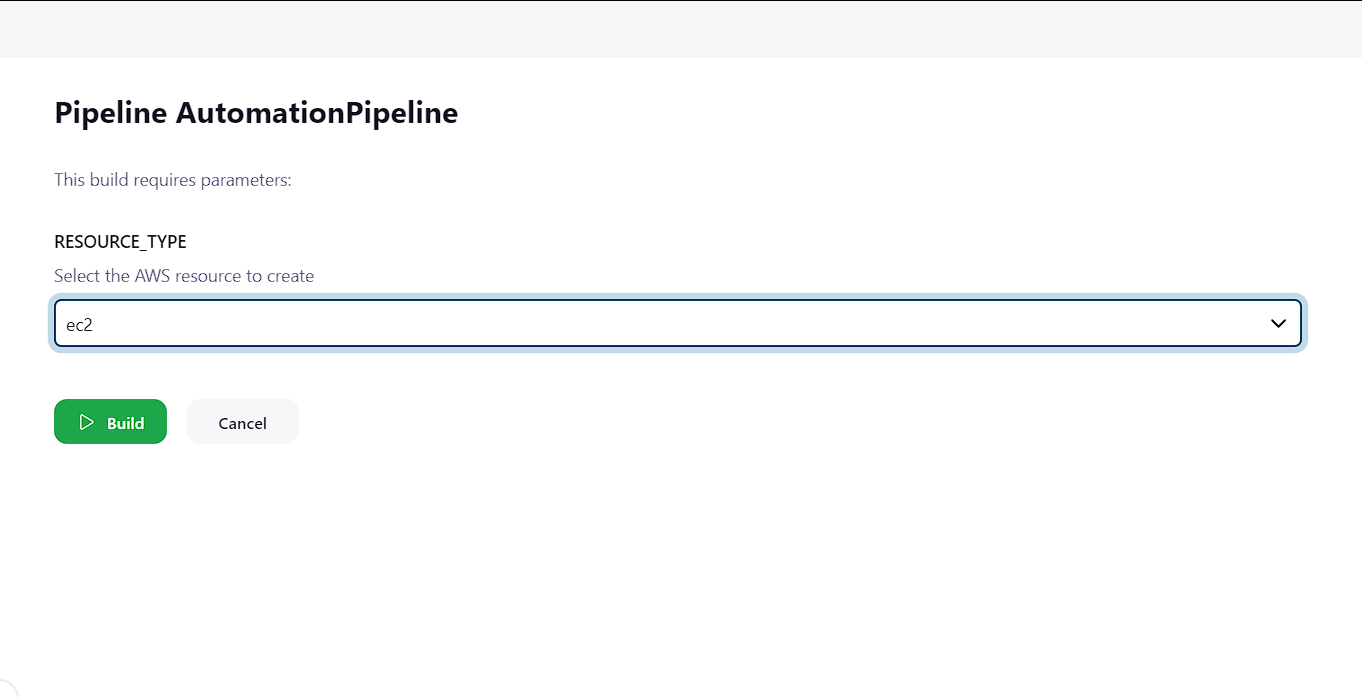 Pipeline AutomationPipeline
This build requires parameters:
RESOURCE_TYPE
Select the AWS resource to create
ec2
Build
Cancel